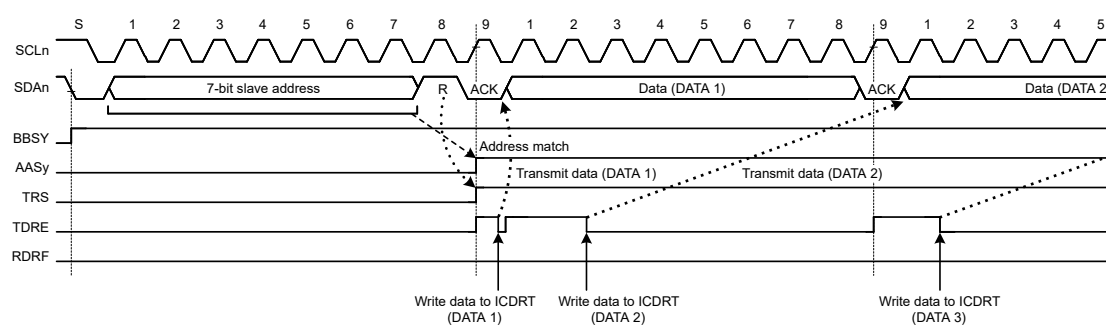 S 1 2 3 4 5 6 7 8 9 1 2 3 4 5 6 7 8 9 1 2 3 4 5
SCLn
SDAn 7-bit slave address R ACK Data (DATA 1) ACK Data (DATA 2
BBSY
Address match
AASy
Transmit data (DATA 1) Transmit data (DATA 2)
TRS
TDRE
RDRF
Write data to ICDRT Write data to ICDRT Write data to ICDRT
(DATA 1) (DATA 2) (DATA 3)